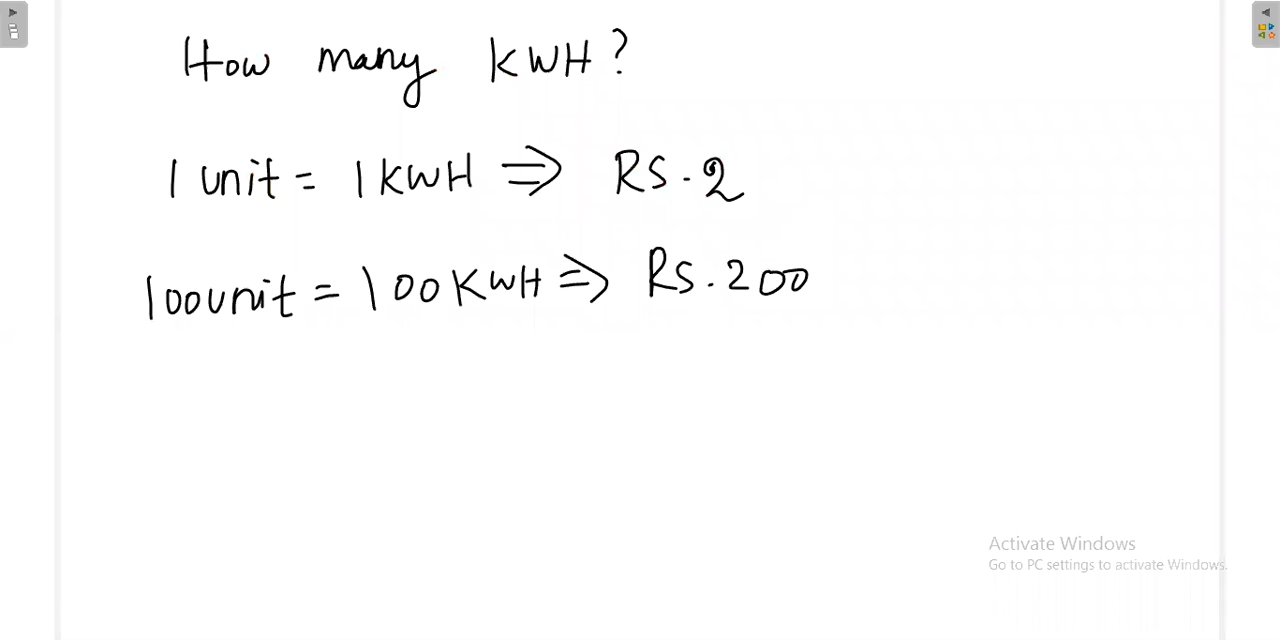 How many KWH?
1 unit = 1 KWH ⇒ RS. 2
100 unit = 100 KWH ⇒ RS. 200
Activate Windows
Go to PC settings to activate Windows.